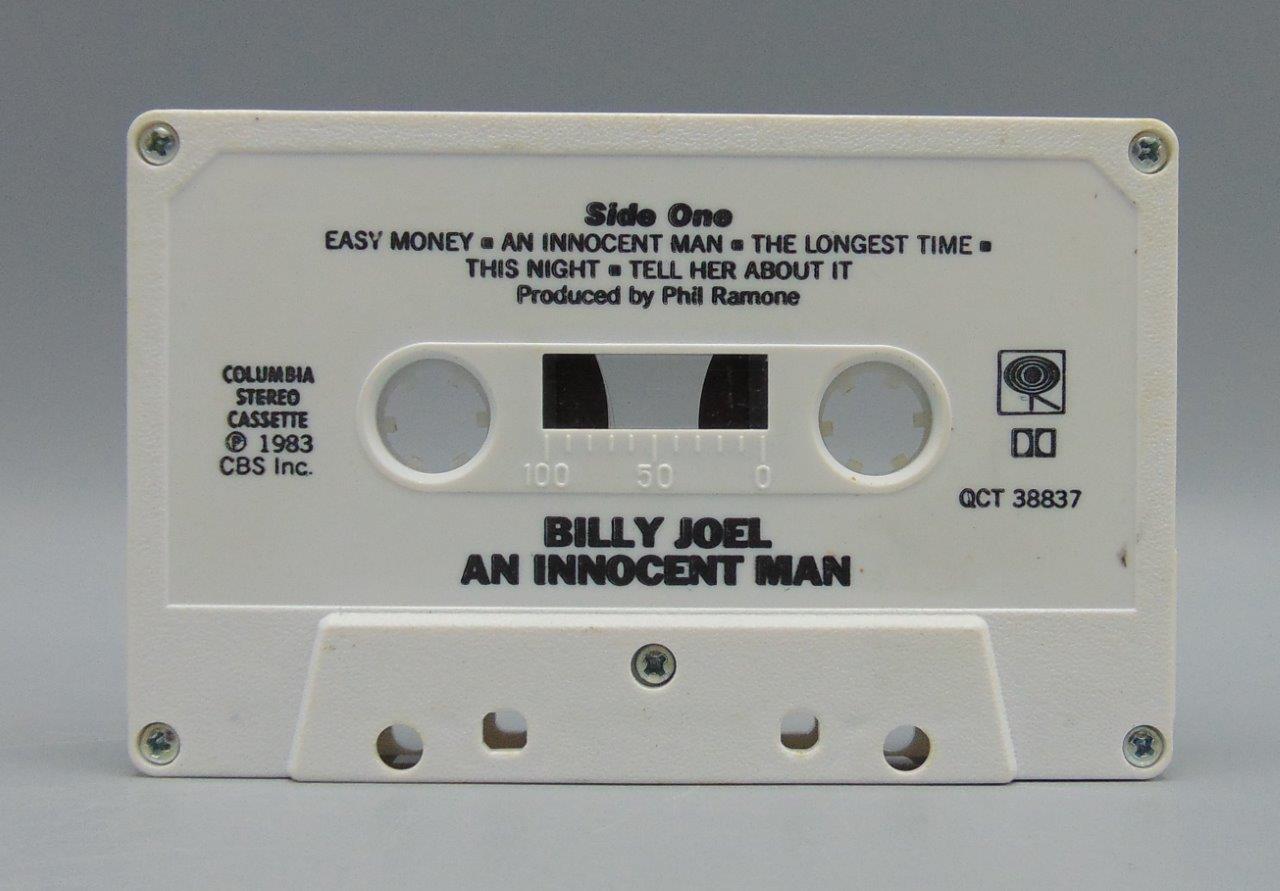 Side One
EASY MONEY ▪ AN INNOCENT MAN ▪ THE LONGEST TIME ▪
THIS NIGHT ▪ TELL HER ABOUT IT
Produced by Phil Ramone
COLUMBIA
STEREO
CASSETTE
℗ 1983
CBS Inc.
100 50 0
QCT 38837
BILLY JOEL
AN INNOCENT MAN